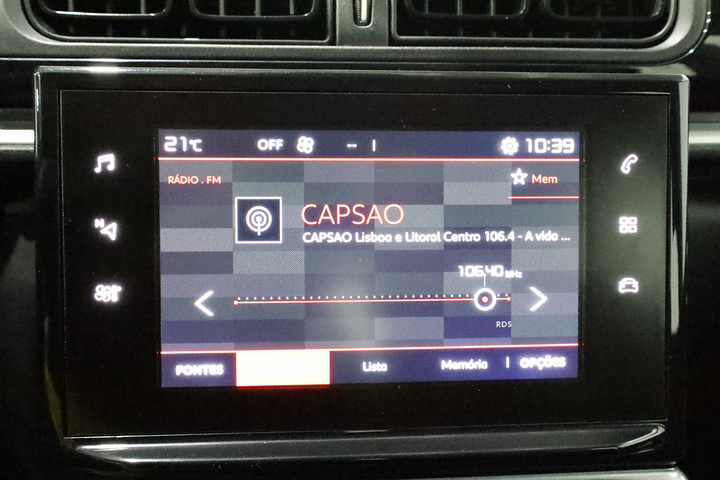 21°C OFF -- 10:39
RÁDIO . FM
Mem
CAPSAO
CAPSAO Lisboa e Litoral Centro 106.4 - A vida ...
106.40 MHz
RDS
FONTES Lista Memória OPÇÕES
N